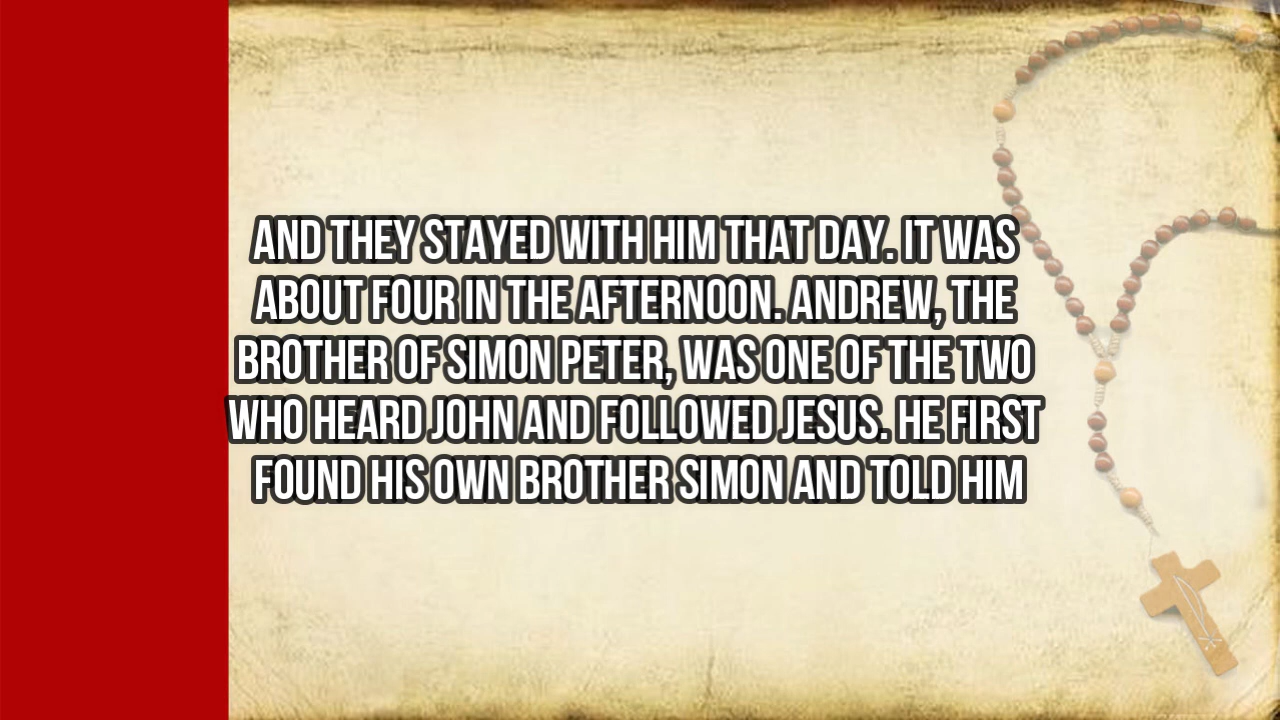 AND THEY STAYED WITH HIM THAT DAY. IT WAS
ABOUT FOUR IN THE AFTERNOON. ANDREW, THE
BROTHER OF SIMON PETER, WAS ONE OF THE TWO
WHO HEARD JOHN AND FOLLOWED JESUS. HE FIRST
FOUND HIS OWN BROTHER SIMON AND TOLD HIM